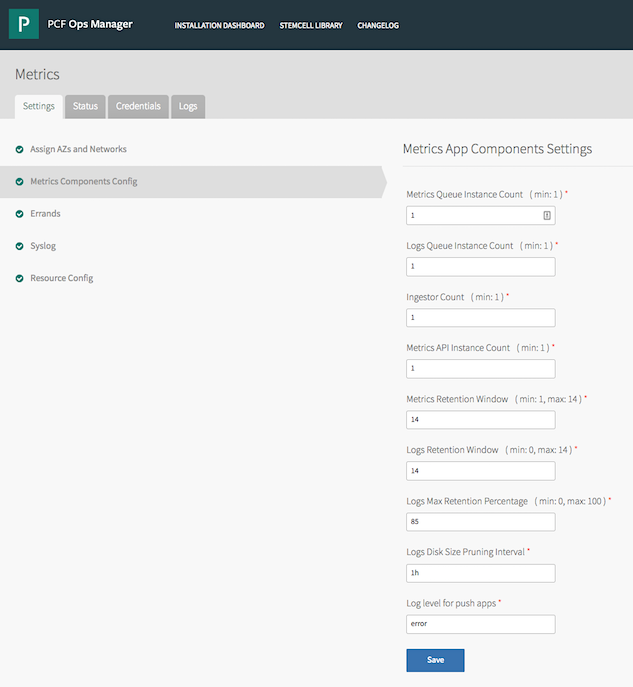 P PCF Ops Manager INSTALLATION DASHBOARD STEMCELL LIBRARY CHANGELOG
Metrics
Settings Status Credentials Logs
Assign AZs and Networks
Metrics Components Config
Errands
Syslog
Resource Config
Metrics App Components Settings
Metrics Queue Instance Count ( min: 1 ) *
1
Logs Queue Instance Count ( min: 1 ) *
1
Ingestor Count ( min: 1 ) *
1
Metrics API Instance Count ( min: 1 ) *
1
Metrics Retention Window ( min: 1, max: 14 ) *
14
Logs Retention Window ( min: 0, max: 14 ) *
14
Logs Max Retention Percentage ( min: 0, max: 100 ) *
85
Logs Disk Size Pruning Interval *
1h
Log level for push apps *
error
Save